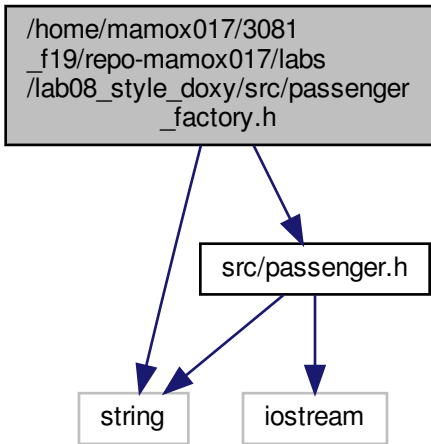 /home/mamox017/3081
_f19/repo-mamox017/labs
/lab08_style_doxy/src/passenger
_factory.h
src/passenger.h
string
iostream